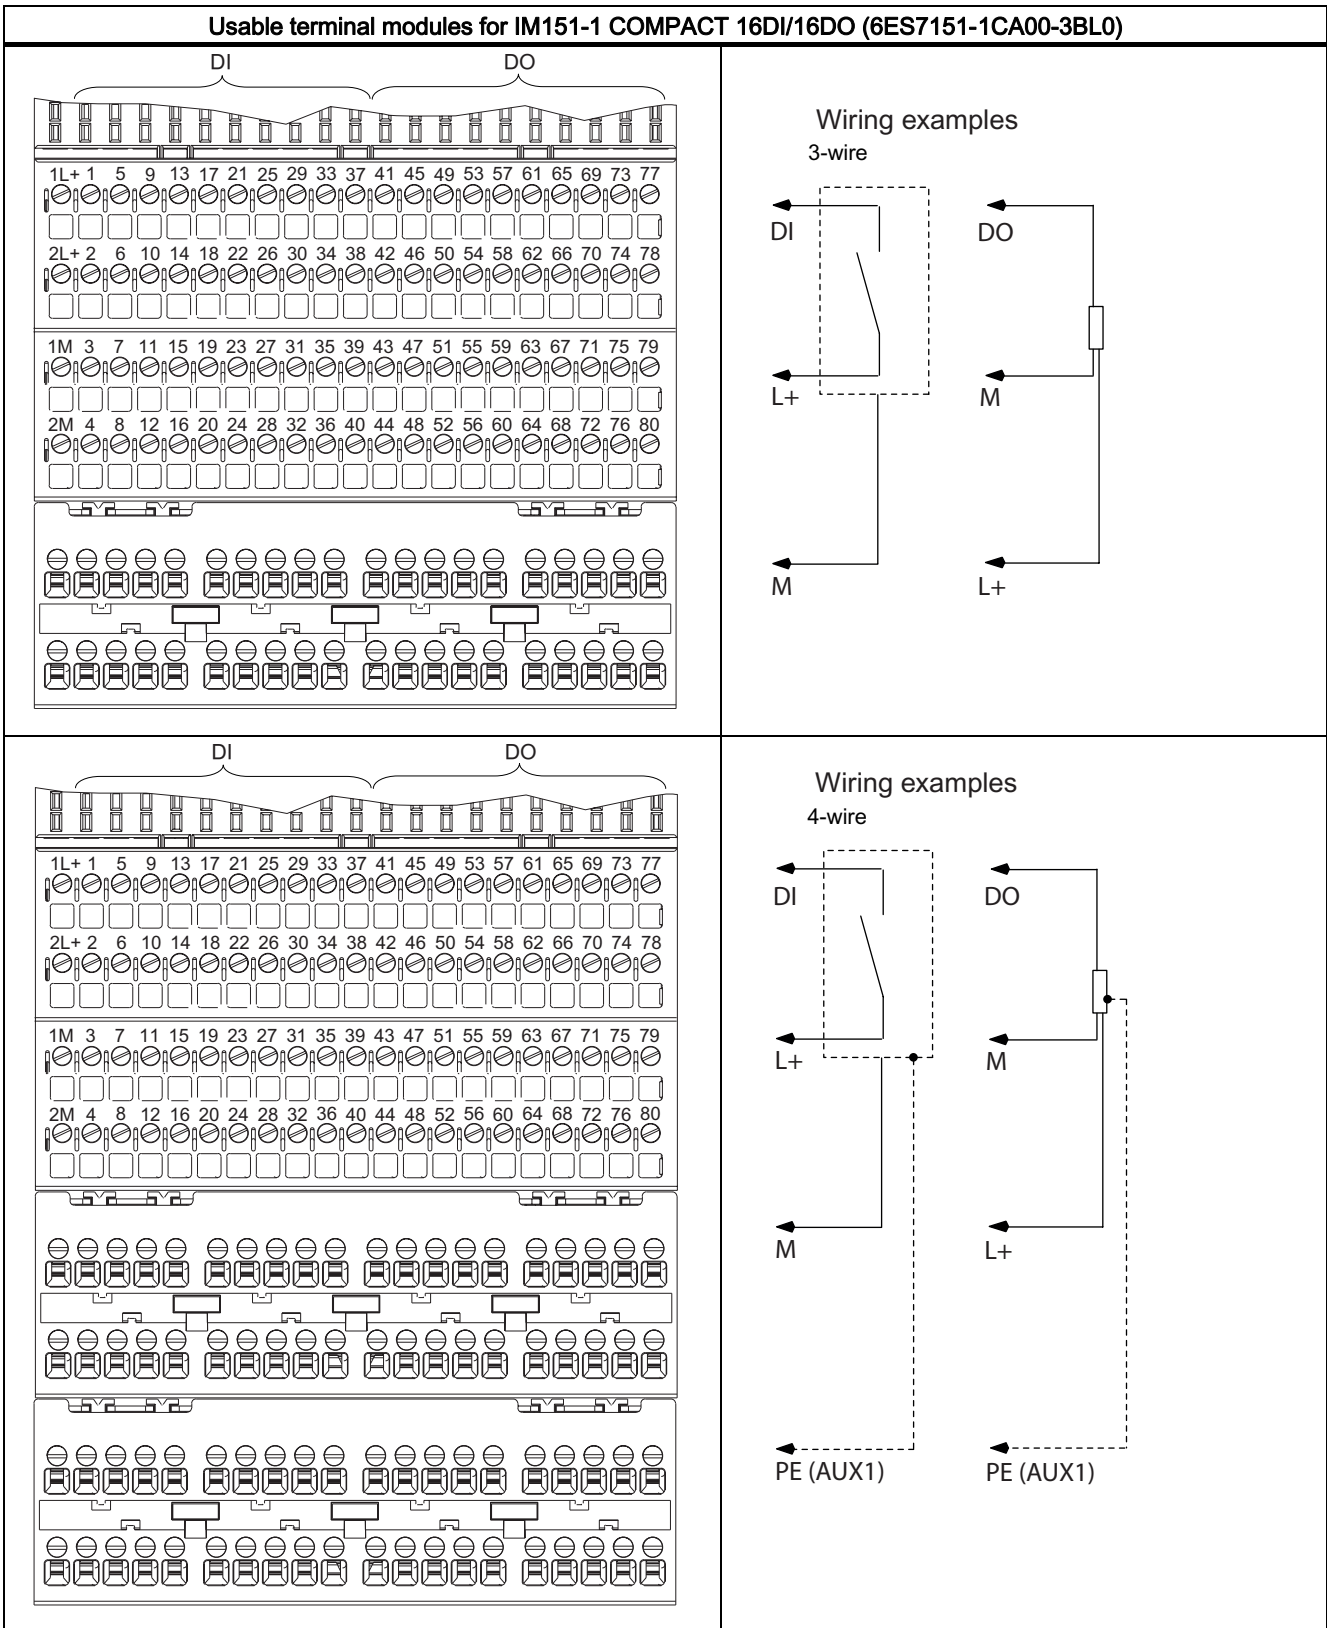 Usable terminal modules for IM151-1 COMPACT 16DI/16DO (6ES7151-1CA00-3BL0)
DI DO
1L+ 1 5 9 13 17 21 25 29 33 37 41 45 49 53 57 61 65 69 73 77
2L+ 2 6 10 14 18 22 26 30 34 38 42 46 50 54 58 62 66 70 74 78
1M 3 7 11 15 19 23 27 31 35 39 43 47 51 55 59 63 67 71 75 79
2M 4 8 12 16 20 24 28 32 36 40 44 48 52 56 60 64 68 72 76 80
Wiring examples
3-wire
DI DO
L+ M
M L+
DI DO
1L+ 1 5 9 13 17 21 25 29 33 37 41 45 49 53 57 61 65 69 73 77
2L+ 2 6 10 14 18 22 26 30 34 38 42 46 50 54 58 62 66 70 74 78
1M 3 7 11 15 19 23 27 31 35 39 43 47 51 55 59 63 67 71 75 79
2M 4 8 12 16 20 24 28 32 36 40 44 48 52 56 60 64 68 72 76 80
Wiring examples
4-wire
DI DO
L+ M
M L+
PE (AUX1) PE (AUX1)